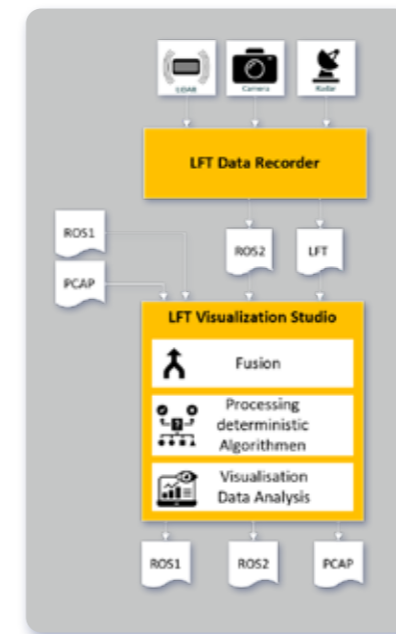 LiDAR
Camera
Radar
LFT Data Recorder
ROS1
ROS2
LFT
PCAP
LFT Visualization Studio
Fusion
Processing
deterministic
Algorithmen
Visualisation
Data Analysis
ROS1
ROS2
PCAP